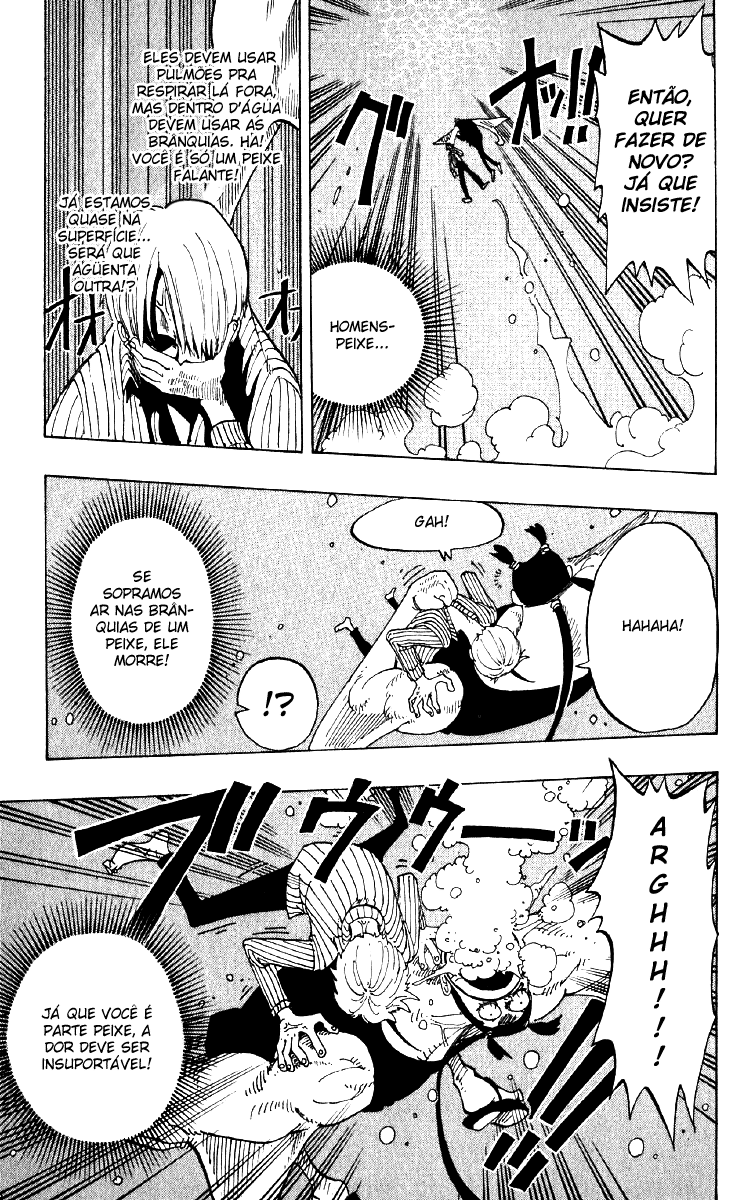 ENTÃO,
QUER
FAZER DE
NOVO?
JÁ QUE
INSISTE!
オッ!!
ゴゴ
HOMENS-
PEIXE...
ELES DEVEM USAR
PULMÕES PRA
RESPIRAR LÁ FORA,
MAS DENTRO D'ÁGUA
DEVEM USAR AS
BRÂNQUIAS. HA!
VOCÊ É SÓ UM PEIXE
FALANTE!
JÁ ESTAMOS
QUASE NA
SUPERFÍCIE...
SERÁ QUE
AGÜENTA
OUTRA!?
HAHAHA!
GAH!
SE
SOPRAMOS
AR NAS BRÂN-
QUIAS DE UM
PEIXE, ELE
MORRE!
!?
ARGHHH!!!
ブウゥーッ!!
JÁ QUE VOCÊ É
PARTE PEIXE, A
DOR DEVE SER
INSUPORTÁVEL!